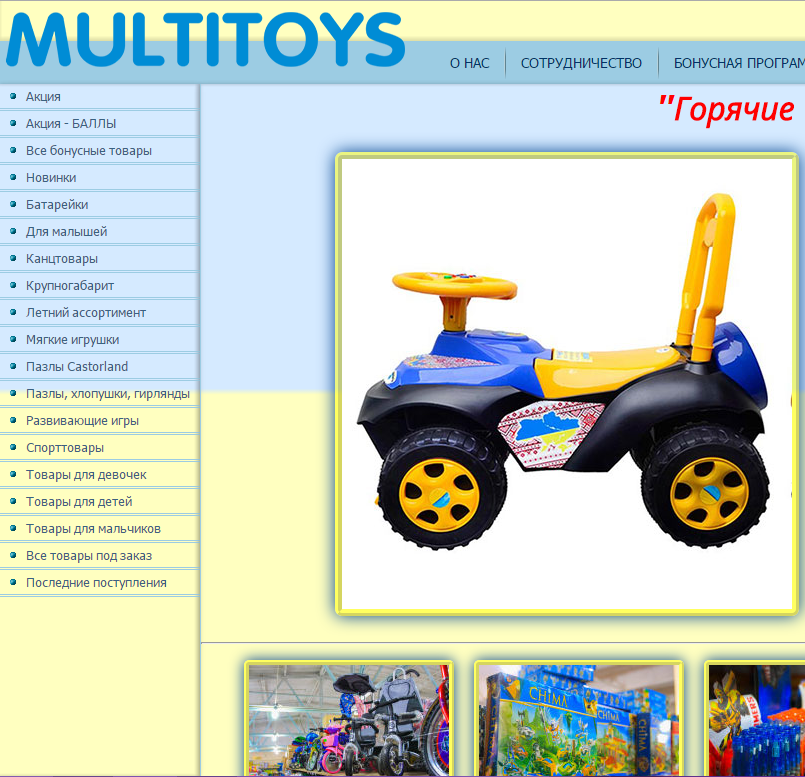 MULTITOYS
О НАС
СОТРУДНИЧЕСТВО
БОНУСНАЯ ПРОГРАМ
Акция
Акция - БАЛЛЫ
Все бонусные товары
Новинки
Батарейки
Для малышей
Канцтовары
Крупногабарит
Летний ассортимент
Мягкие игрушки
Пазлы Castorland
Пазлы, хлопушки, гирлянды
Развивающие игры
Спорттовары
Товары для девочек
Товары для детей
Товары для мальчиков
Все товары под заказ
Последние поступления
"Горячие
CHIMA
CHIMA
CHIMA